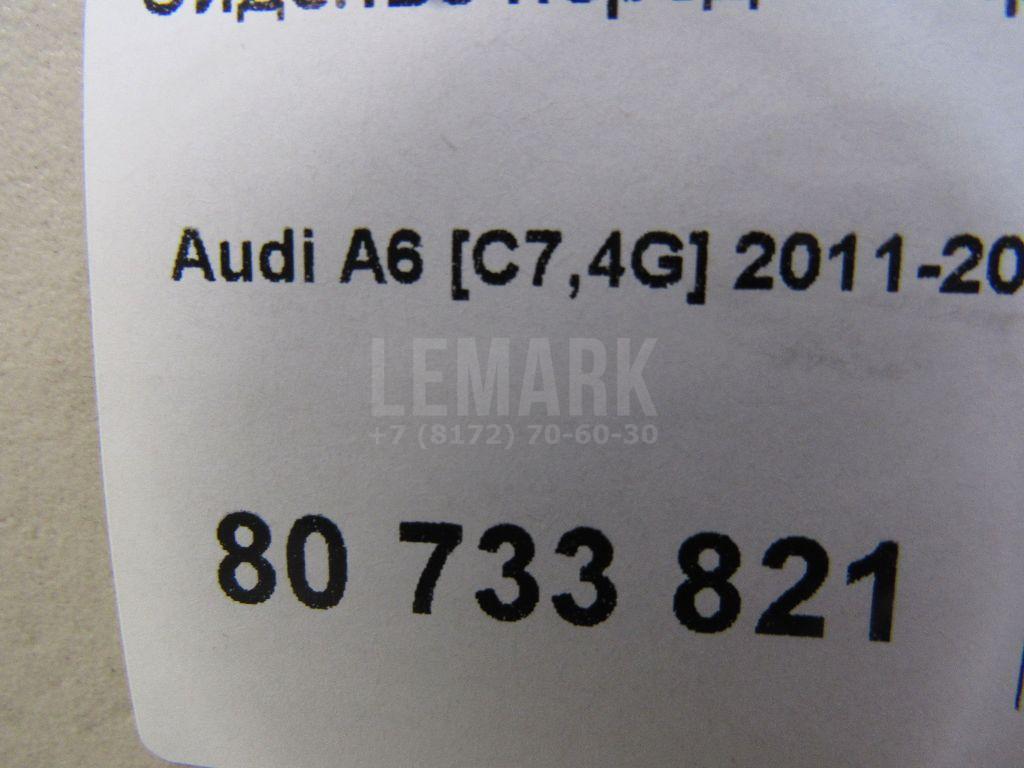 Audi A6 [C7,4G] 2011-20
LEMARK
+7 (8172) 70-60-30
80 733 821